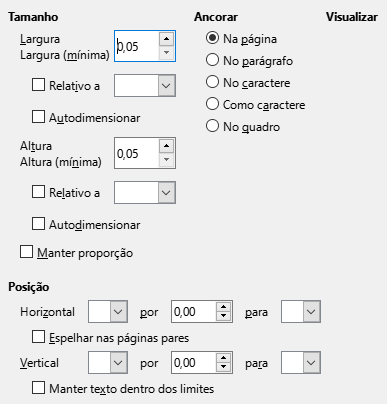 Tamanho Ancorar Visualizar
Largura
Largura (mínima) 0,05
Na página
No parágrafo
Relativo a
No caractere
Como caractere
Autodimensionar
No quadro
Altura
Altura (mínima) 0,05
Relativo a
Autodimensionar
Manter proporção
Posição
Horizontal por 0,00 para
Espelhar nas páginas pares
Vertical por 0,00 para
Manter texto dentro dos limites